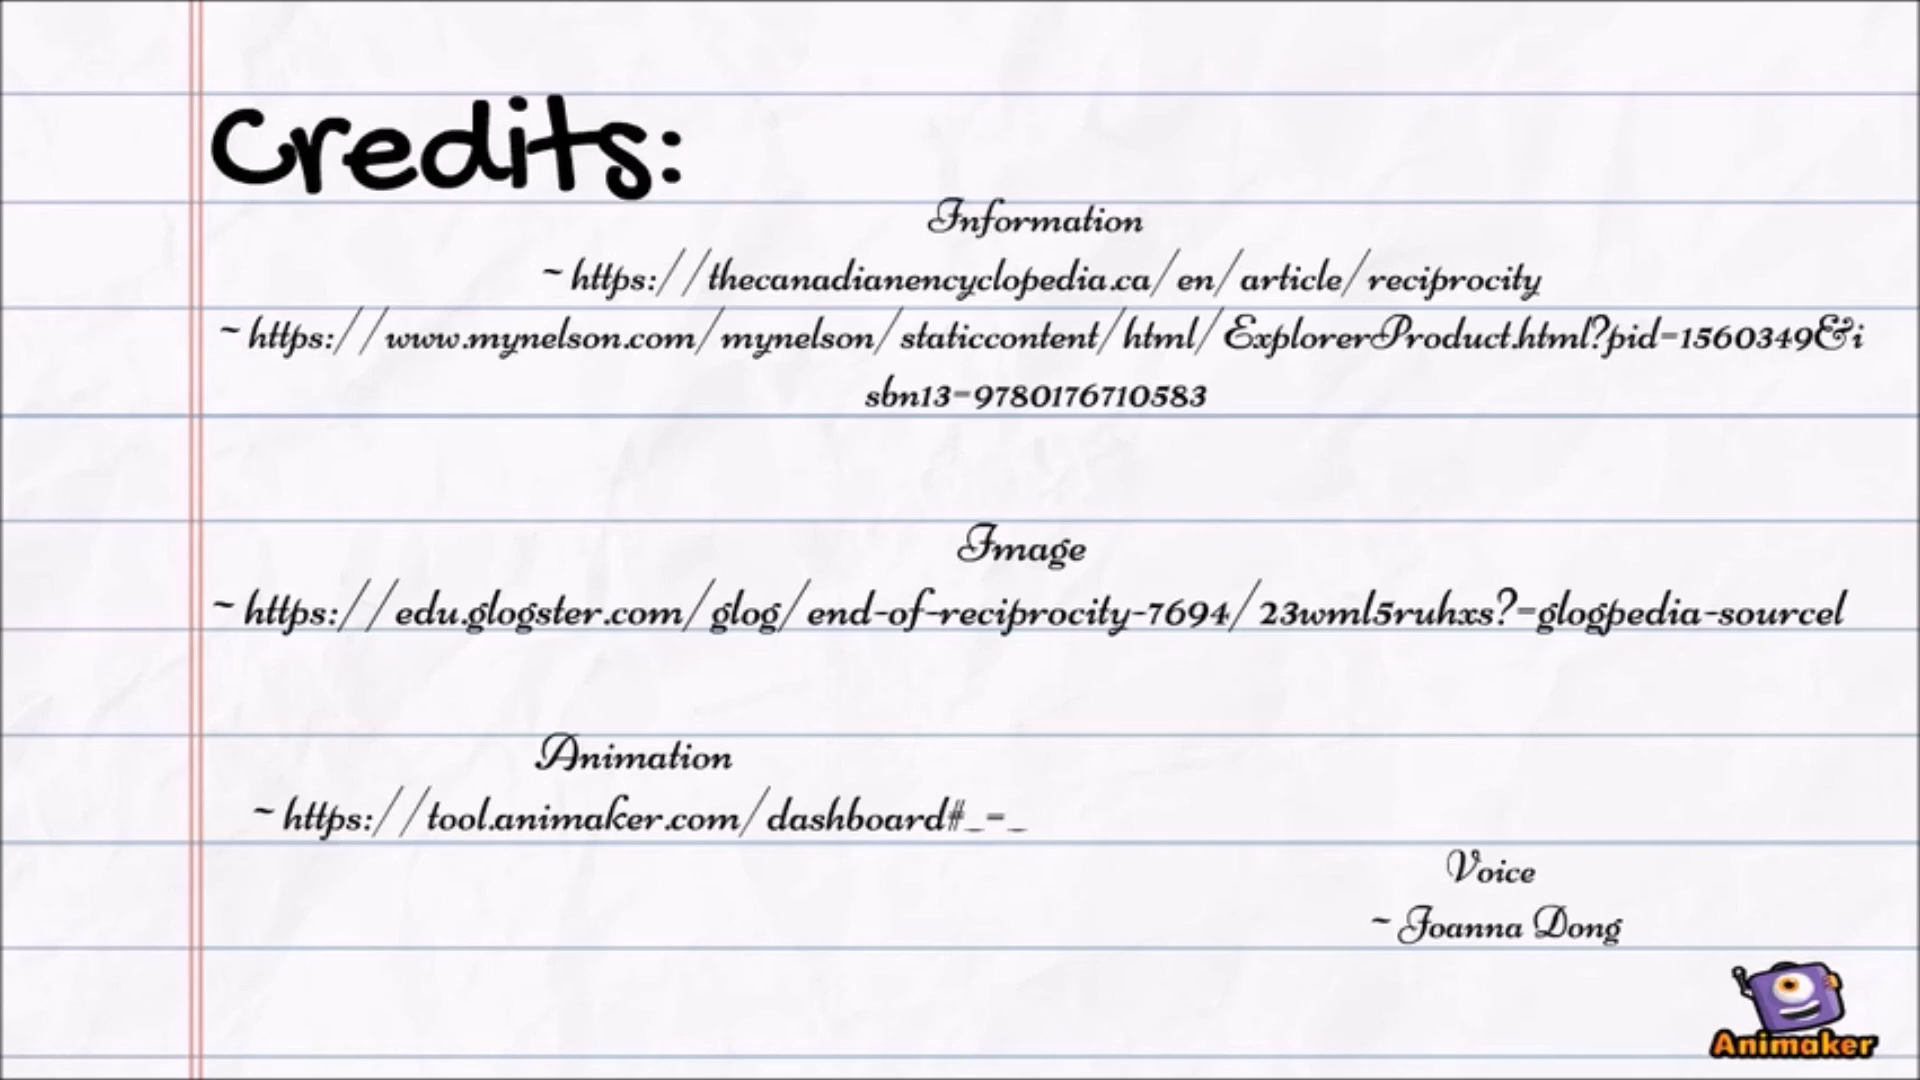 Credits:
Information
~ https://thecanadianencyclopedia.ca/en/article/reciprocity
~ https://www.mynelson.com/mynelson/staticcontent/html/ExplorerProduct.html?pid=1560349&i
sbn13=9780176710583
Image
~ https://edu.glogster.com/glog/end-of-reciprocity-7694/23wml5ruhxs?=glogpedia-sourcel
Animation
~ https://tool.animaker.com/dashboard#_=_
Voice
~ Joanna Dong
Animaker